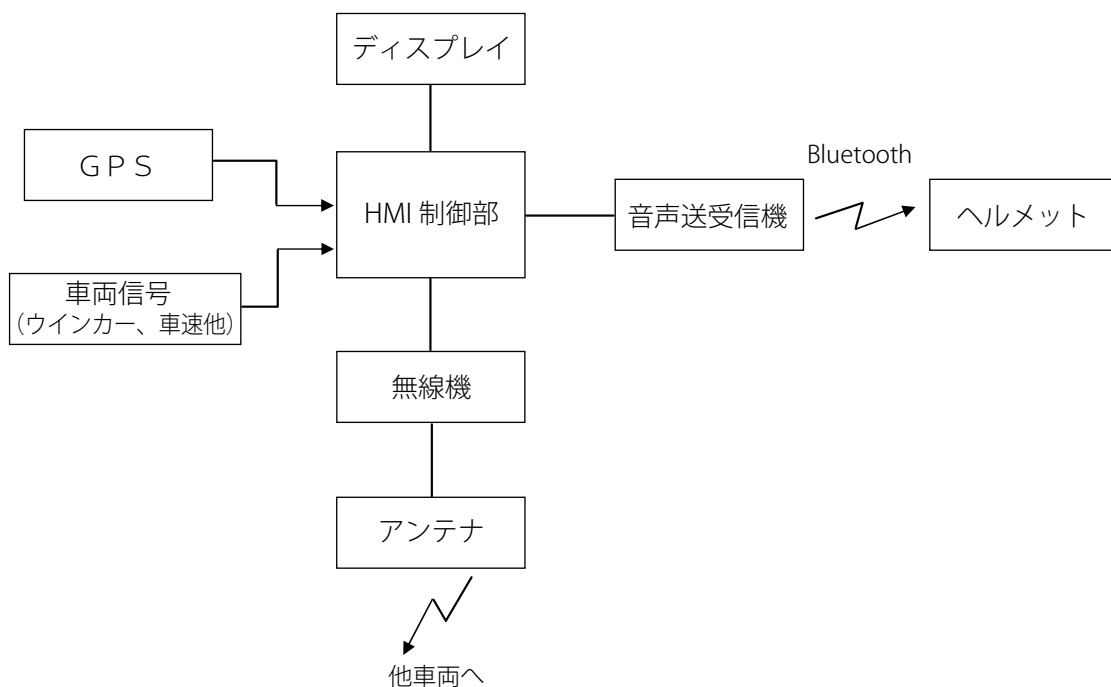 ディスプレイ
ＧＰＳ
Bluetooth
HMI 制御部
音声送受信機
ヘルメット
車両信号
（ウインカー、車速他）
無線機
アンテナ
他車両へ